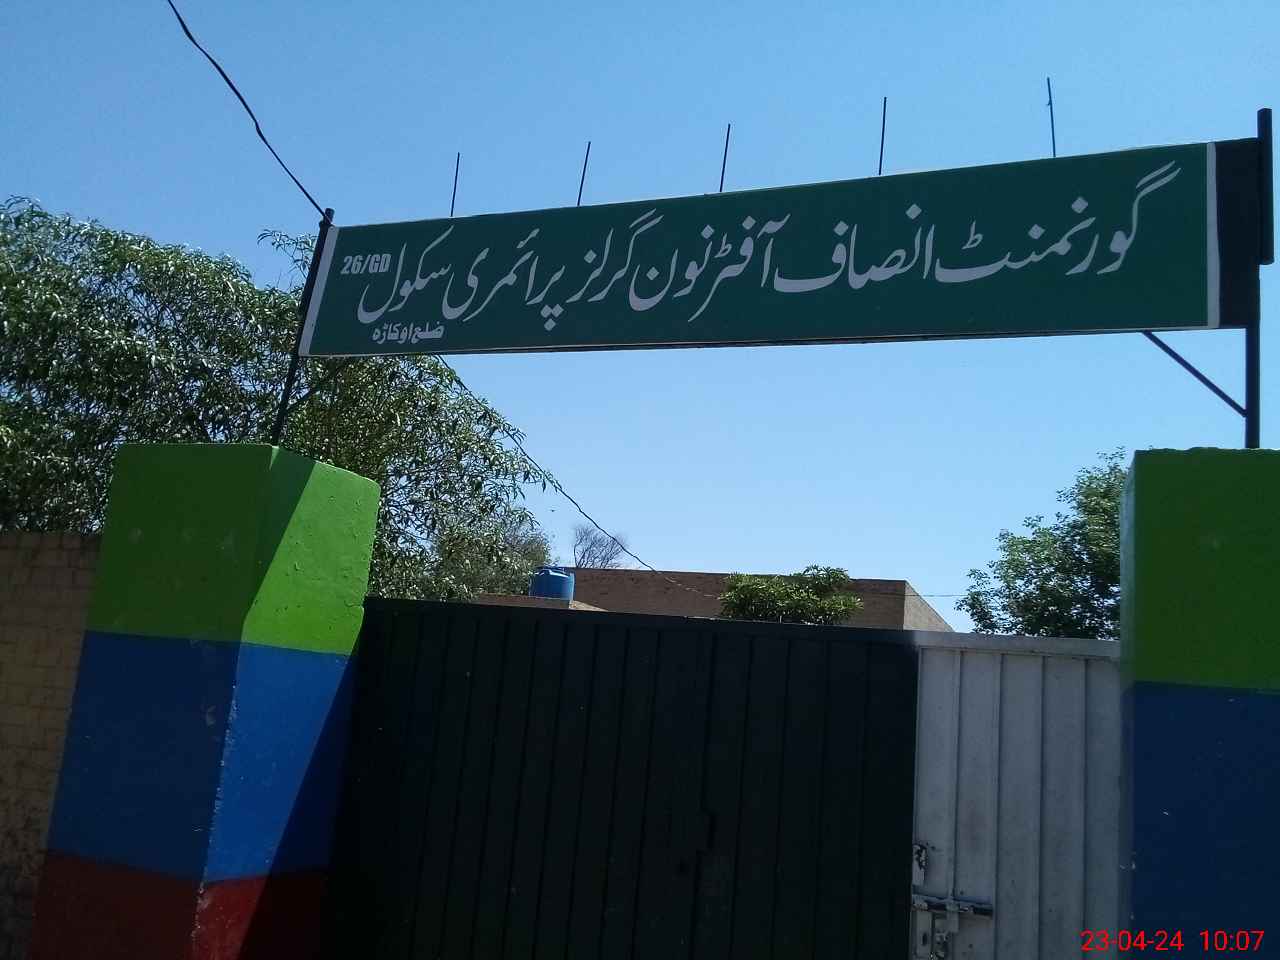 گورنمنٹ انصاف آفٹرنون گرلز پرائمری سکول 26/GD
ضلع اوکاڑہ
23-04-24 10:07